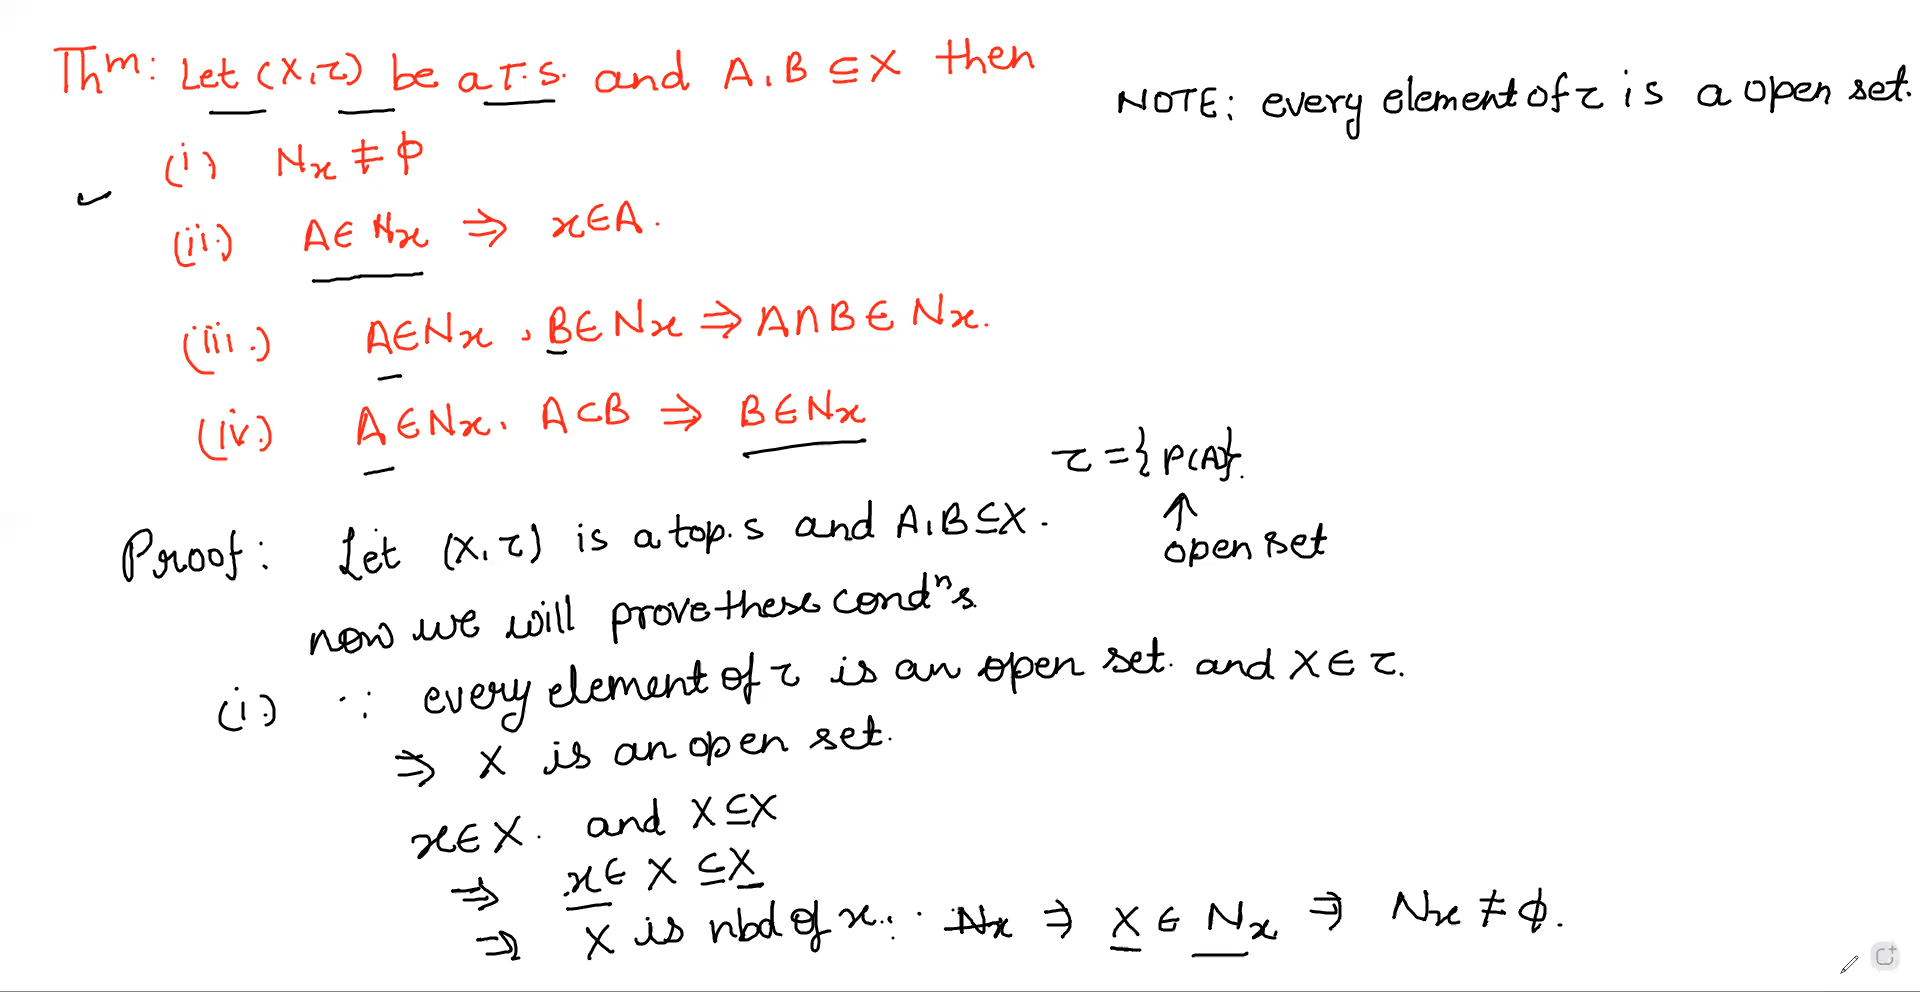 Thm: Let (X, τ) be a T.S. and A, B ⊆ X then
NOTE: every element of τ is a open set.
(i) Nx ≠ ϕ
(ii) A ∈ Nx ⇒ x ∈ A.
(iii.) A ∈ Nx, B ∈ Nx ⇒ A ∩ B ∈ Nx.
(iv.) A ∈ Nx, A ⊂ B ⇒ B ∈ Nx
τ = {P(A)}.
↑
open set
Proof: Let (X, τ) is a top. s and A, B ⊆ X.
now we will prove these condⁿs.
(i) ∵ every element of τ is an open set. and X ∈ τ.
⇒ X is an open set.
x ∈ X. and X ⊆ X
⇒ x ∈ X ⊆ X
⇒ X is nbd of x. ∴ Nx ⇒ X ∈ Nx ⇒ Nx ≠ ϕ.